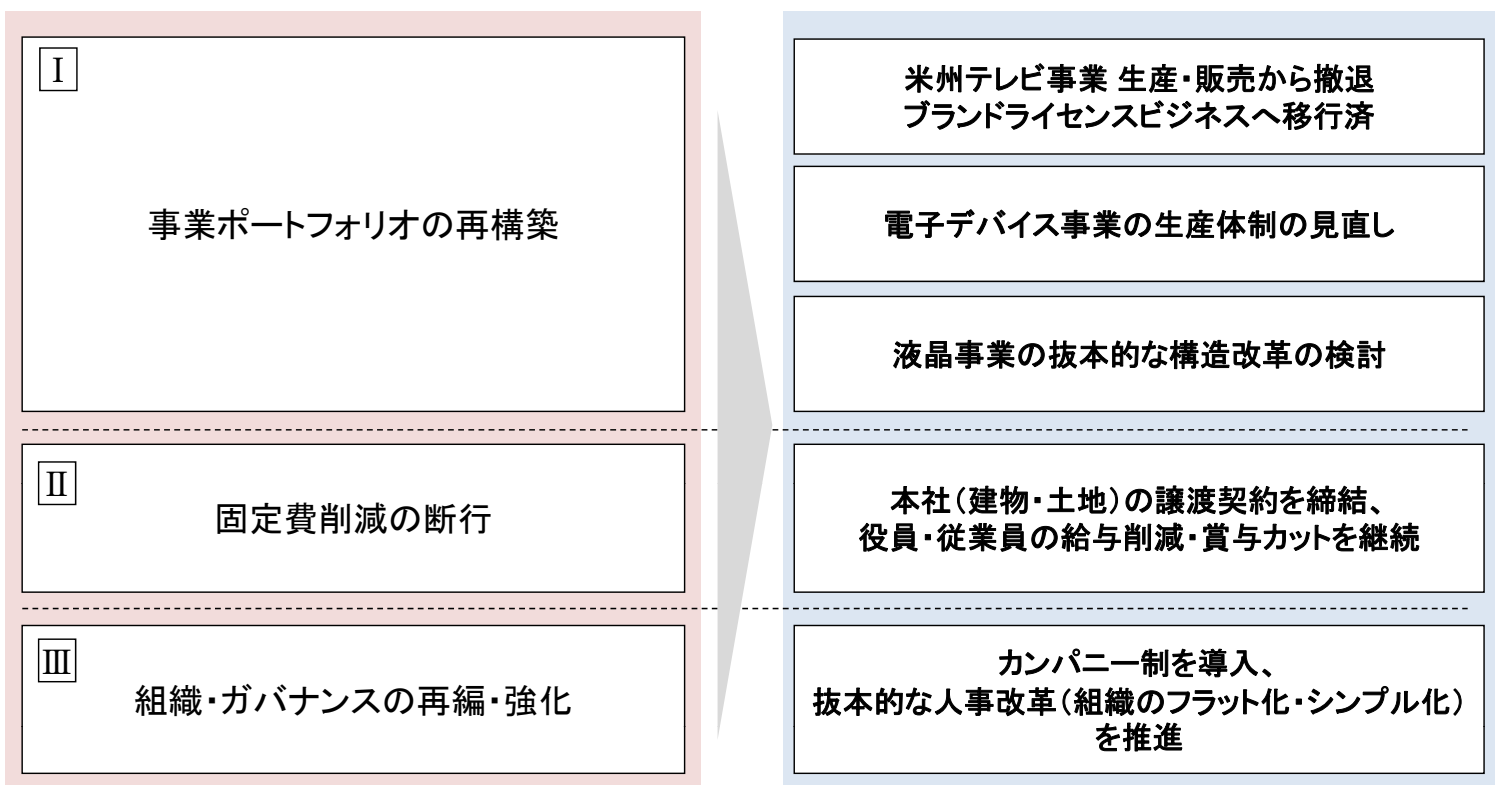 Ⅰ
事業ポートフォリオの再構築
米州テレビ事業 生産・販売から撤退
ブランドライセンスビジネスへ移行済
電子デバイス事業の生産体制の見直し
液晶事業の抜本的な構造改革の検討
Ⅱ
固定費削減の断行
本社（建物・土地）の譲渡契約を締結、
役員・従業員の給与削減・賞与カットを継続
Ⅲ
組織・ガバナンスの再編・強化
カンパニー制を導入、
抜本的な人事改革（組織のフラット化・シンプル化）
を推進